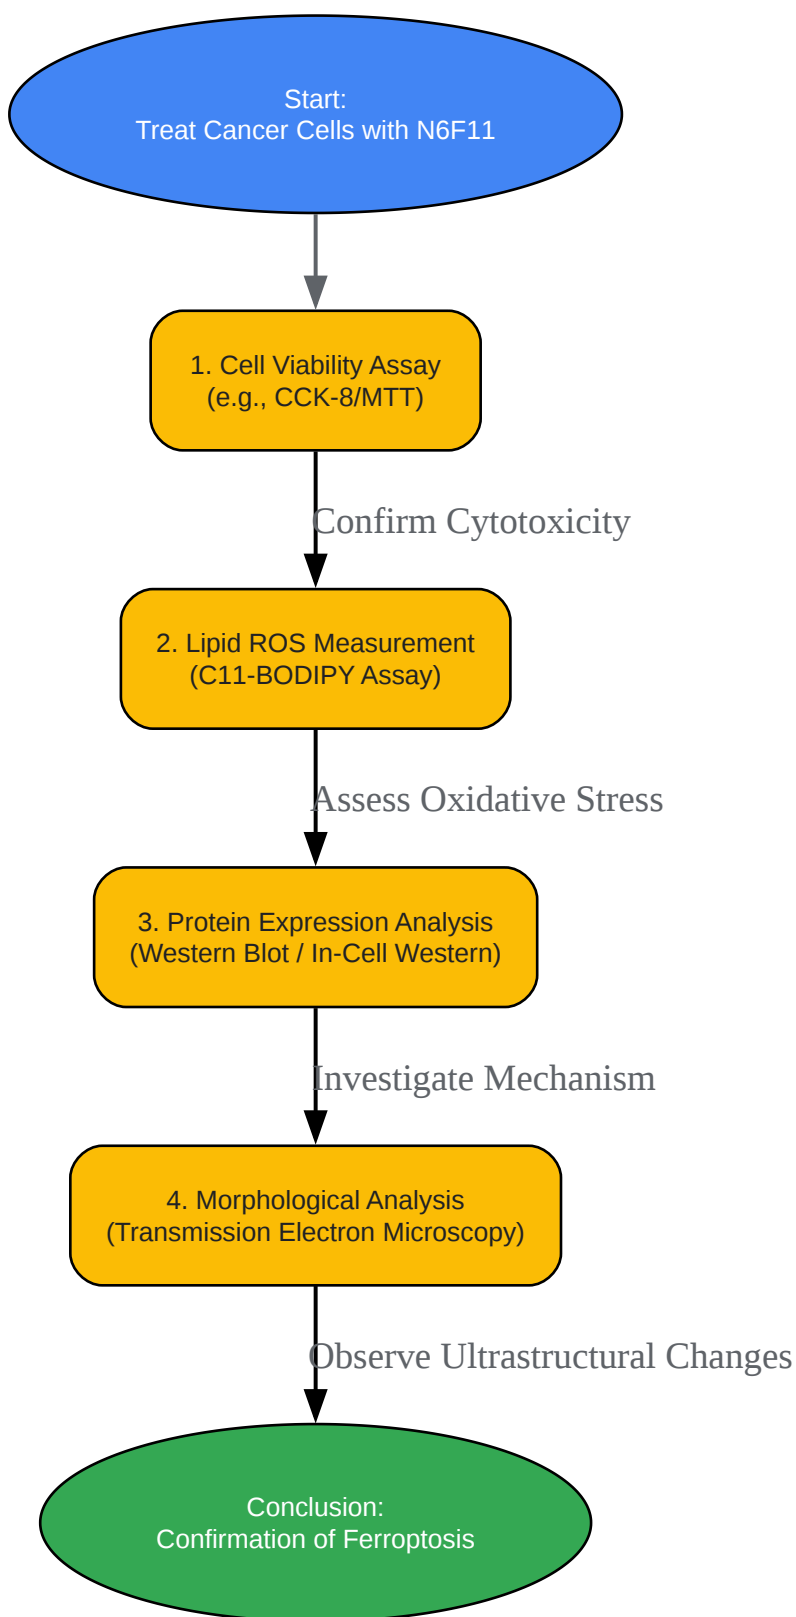 Start:
Treat Cancer Cells with N6F11
1. Cell Viability Assay
(e.g., CCK-8/MTT)
Confirm Cytotoxicity
2. Lipid ROS Measurement
(C11-BODIPY Assay)
Assess Oxidative Stress
3. Protein Expression Analysis
(Western Blot / In-Cell Western)
Investigate Mechanism
4. Morphological Analysis
(Transmission Electron Microscopy)
Observe Ultrastructural Changes
Conclusion:
Confirmation of Ferroptosis